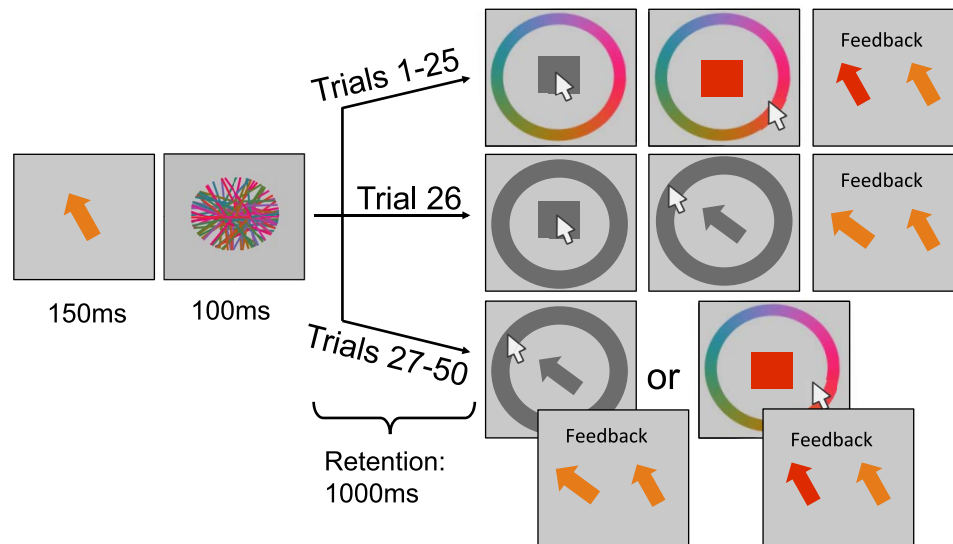 Trials 1-25
Feedback
Trial 26
Feedback
150ms
100ms
Trials 27-50
or
Retention:
1000ms
Feedback
Feedback